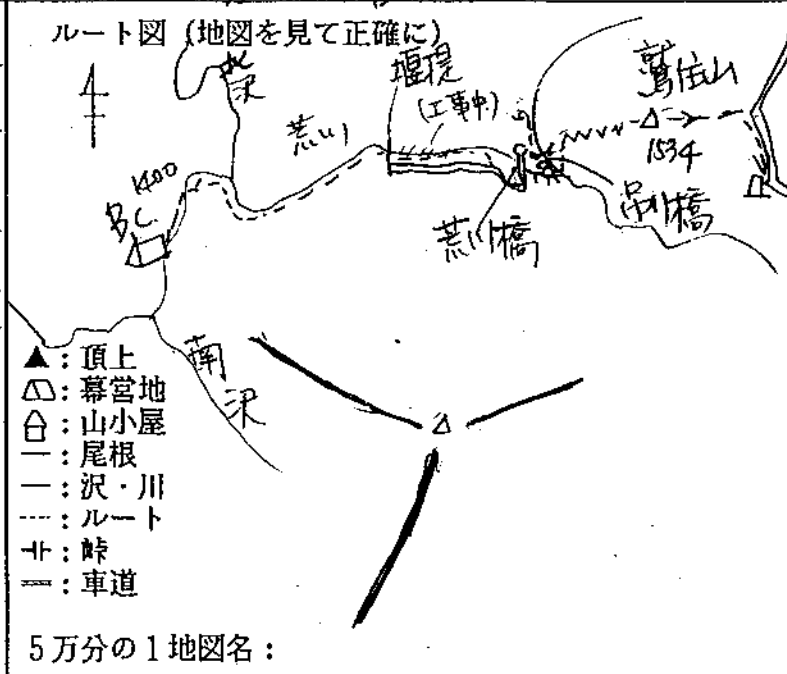 ルート図 (地図を見て正確に)
北沢
堰堤
(工事中)
鷲住山
1534
荒川
1400
B.C.
荒川橋
吊り橋
南沢
▲:頂上
:幕営地
:山小屋
―:尾根
―:沢・川
----:ルート
:峠
=:車道
5万分の1地図名: